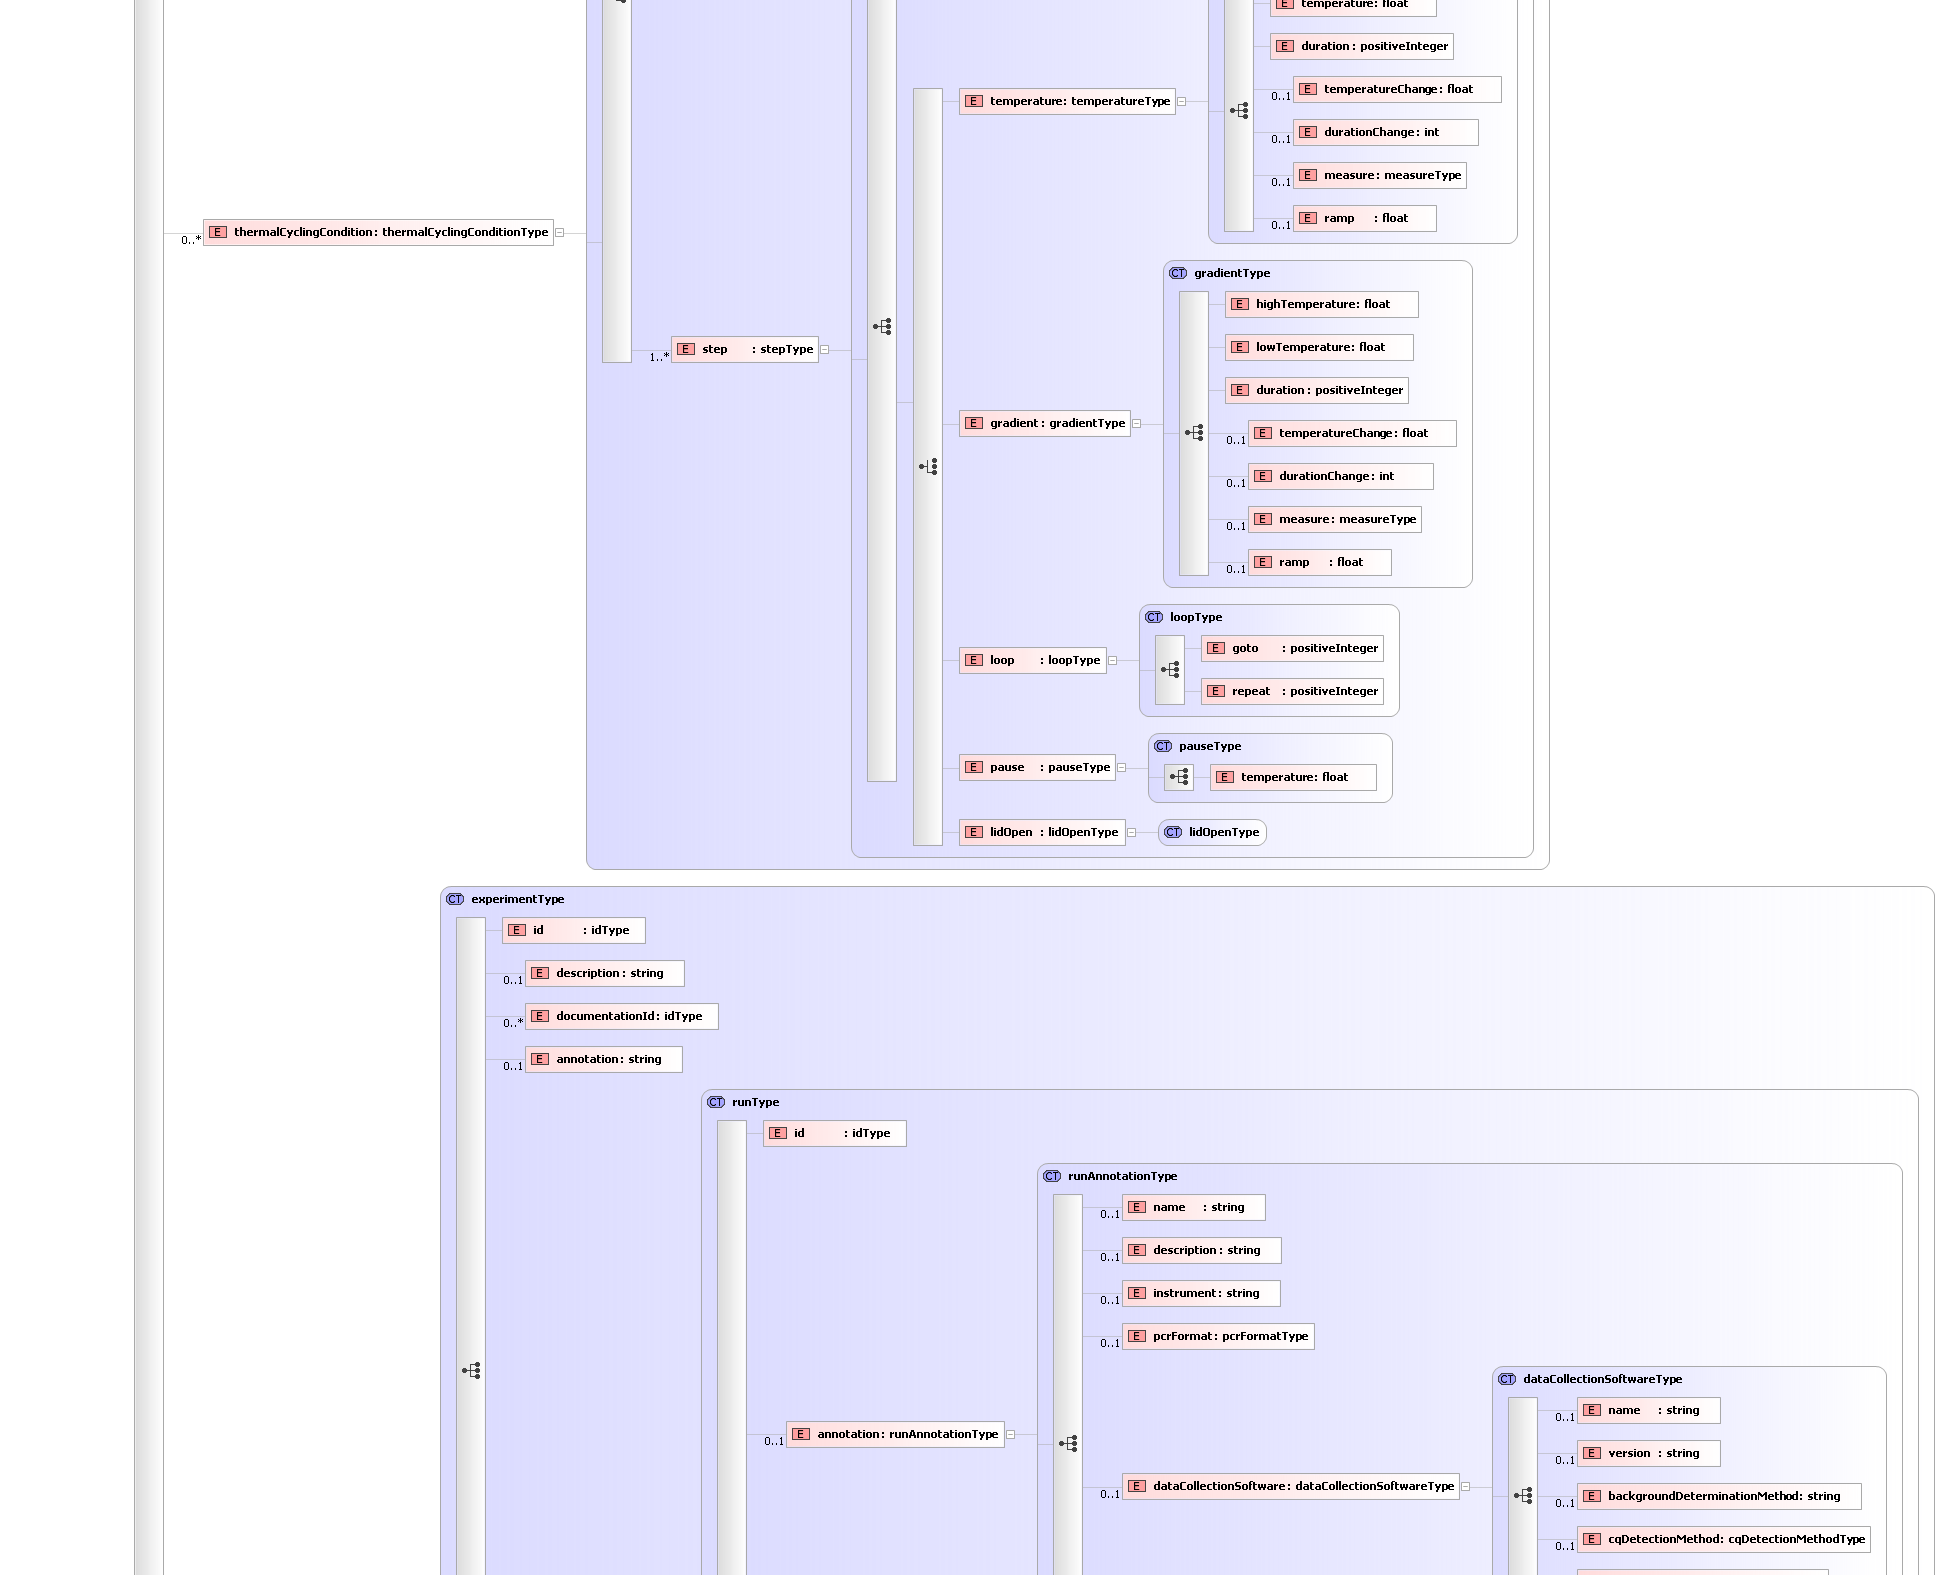 E temperature: float
E duration : positiveInteger
0..1 E temperatureChange: float
E temperature: temperatureType
0..1 E durationChange: int
0..1 E measure: measureType
0..1 E ramp : float
0..* E thermalCyclingCondition: thermalCyclingConditionType
CT gradientType
E highTemperature: float
E lowTemperature: float
1..* E step : stepType
E duration : positiveInteger
E gradient : gradientType
0..1 E temperatureChange: float
0..1 E durationChange: int
0..1 E measure: measureType
0..1 E ramp : float
CT loopType
E goto : positiveInteger
E loop : loopType
E repeat : positiveInteger
CT pauseType
E pause : pauseType
E temperature: float
E lidOpen : lidOpenType
CT lidOpenType
CT experimentType
E id : idType
0..1 E description : string
0..* E documentationId: idType
0..1 E annotation: string
CT runType
E id : idType
CT runAnnotationType
0..1 E name : string
0..1 E description : string
0..1 E instrument : string
0..1 E pcrFormat: pcrFormatType
CT dataCollectionSoftwareType
0..1 E name : string
0..1 E annotation: runAnnotationType
0..1 E version : string
0..1 E dataCollectionSoftware: dataCollectionSoftwareType
0..1 E backgroundDeterminationMethod: string
0..1 E cqDetectionMethod: cqDetectionMethodType